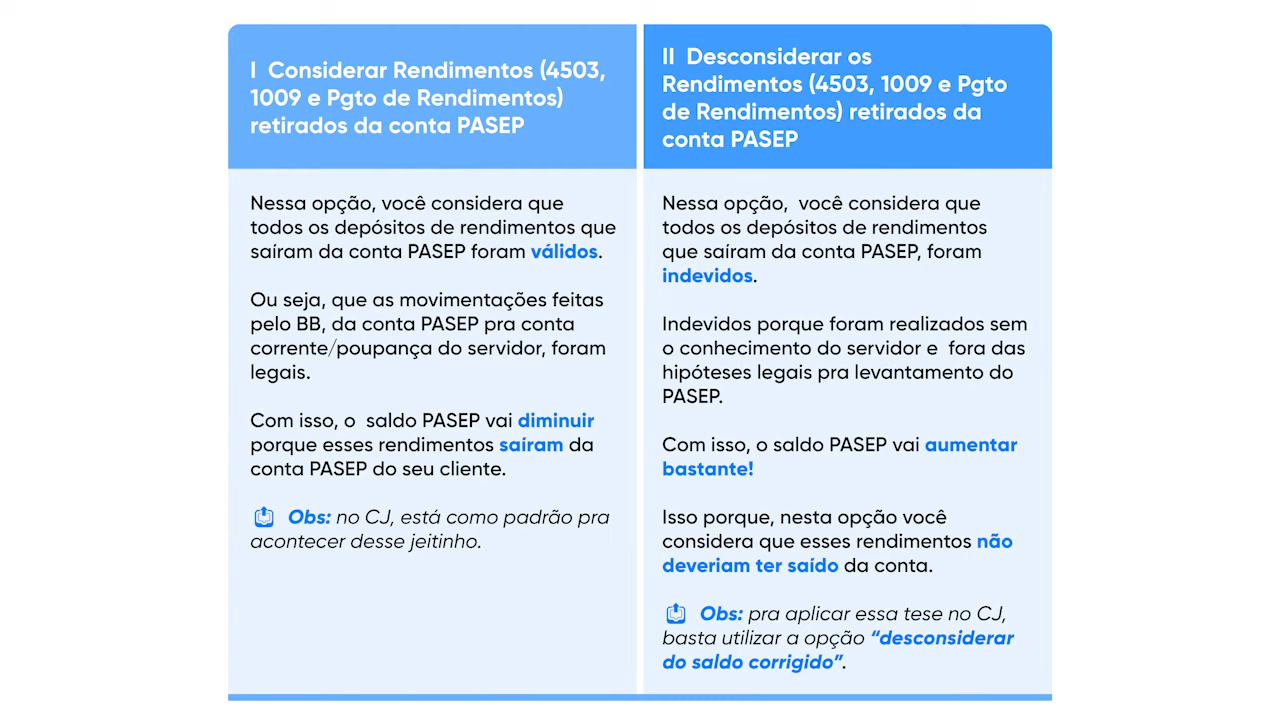 I Considerar Rendimentos (4503,
1009 e Pgto de Rendimentos)
retirados da conta PASEP
Nessa opção, você considera que
todos os depósitos de rendimentos que
saíram da conta PASEP foram válidos.
Ou seja, que as movimentações feitas
pelo BB, da conta PASEP pra conta
corrente/poupança do servidor, foram
legais.
Com isso, o saldo PASEP vai diminuir
porque esses rendimentos saíram da
conta PASEP do seu cliente.
Obs: no CJ, está como padrão pra
acontecer desse jeitinho.
II Desconsiderar os
Rendimentos (4503, 1009 e Pgto
de Rendimentos) retirados da
conta PASEP
Nessa opção, você considera que
todos os depósitos de rendimentos
que saíram da conta PASEP, foram
indevidos.
Indevidos porque foram realizados sem
o conhecimento do servidor e fora das
hipóteses legais pra levantamento do
PASEP.
Com isso, o saldo PASEP vai aumentar
bastante!
Isso porque, nesta opção você
considera que esses rendimentos não
deveriam ter saído da conta.
Obs: pra aplicar essa tese no CJ,
basta utilizar a opção “desconsiderar
do saldo corrigido”.